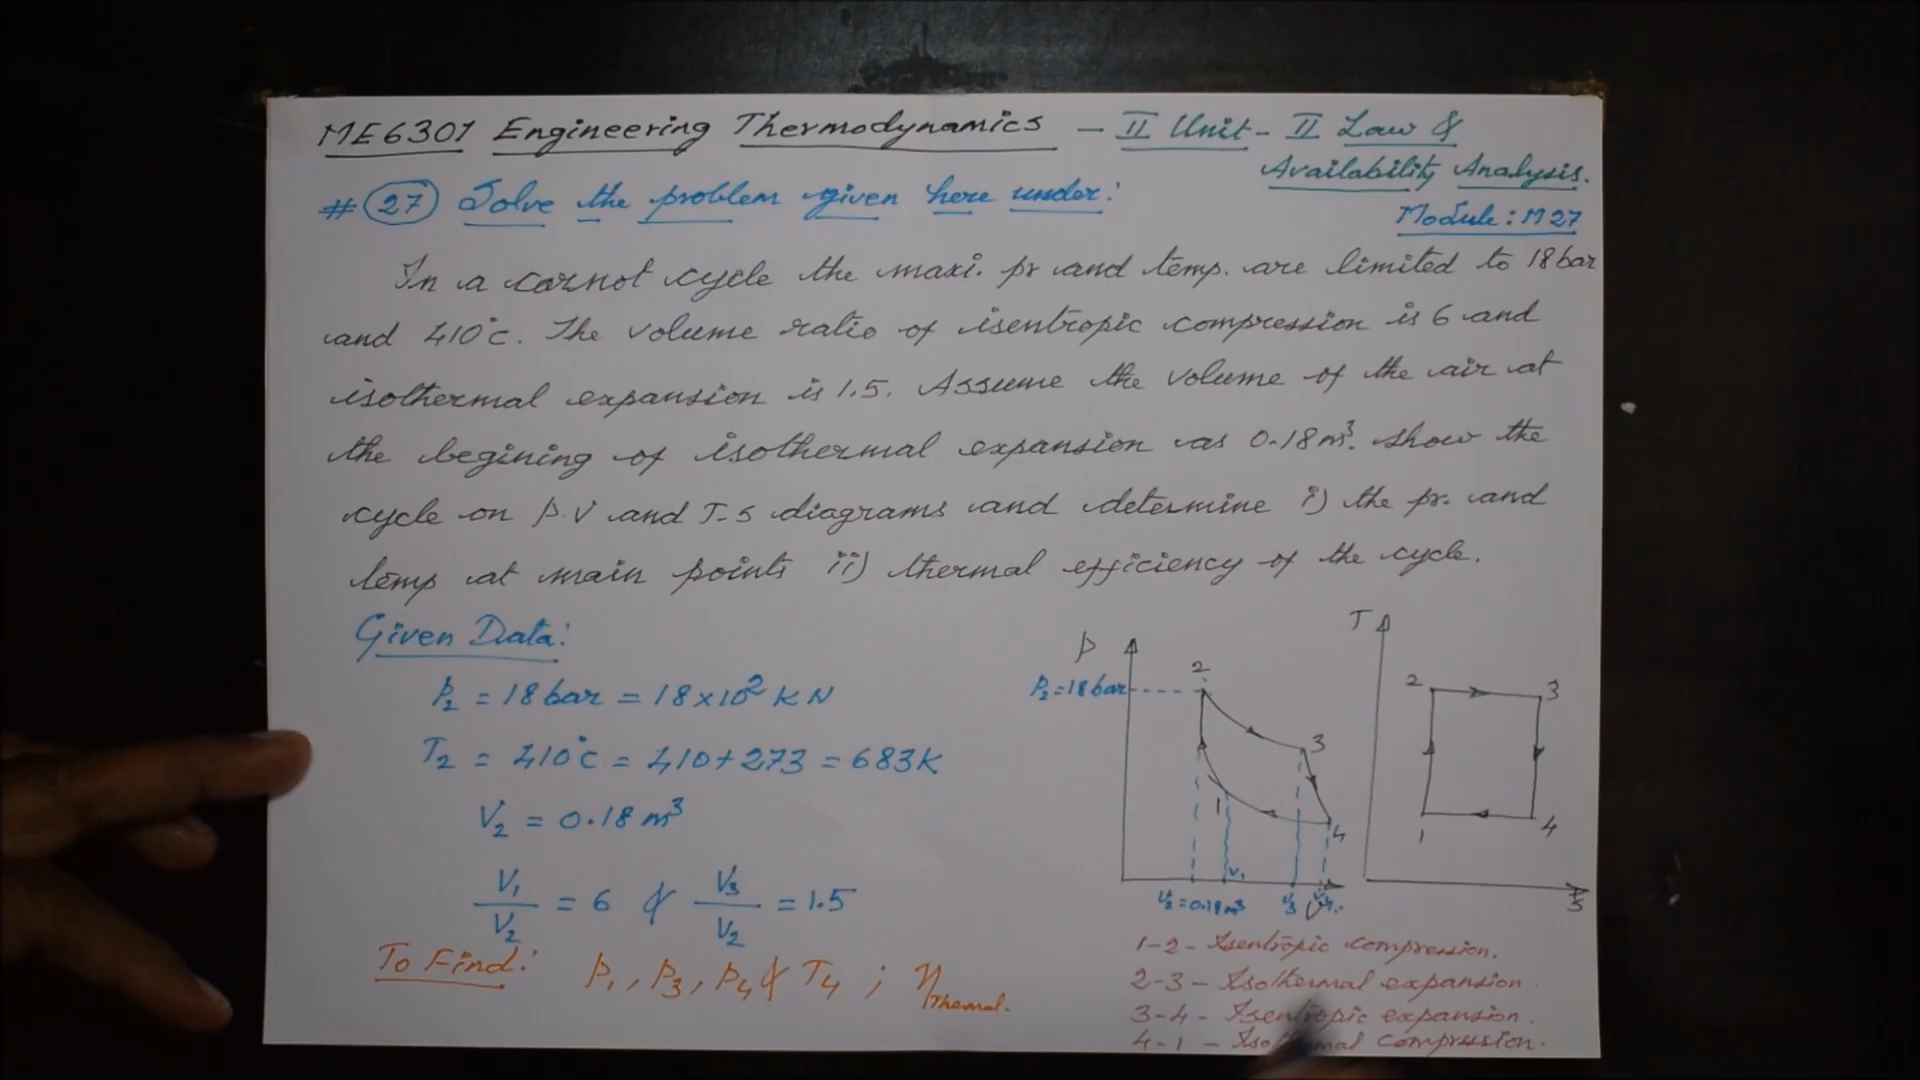 ME6301 Engineering Thermodynamics - II Unit - II Law &
Availability Analysis.
# 27 Solve the problem given here under:
Module: M27
In a carnot cycle the maxi. pr and temp. are limited to 18 bar
and 410°c. The volume ratio of isentropic compression is 6 and
isothermal expansion is 1.5. Assume the volume of the air at
the begining of isothermal expansion as 0.18 m³. show the
cycle on p.v and T-s diagrams and determine i) the pr. and
temp at main points ii) thermal efficiency of the cycle.
Given Data:
P₂ = 18 bar = 18×10² KN
T₂ = 410°c = 410+273 = 683K
V₂ = 0.18 m³
V₁/V₂ = 6 & V₃/V₂ = 1.5
To Find: P₁, P₃, P₄ & T₄ ; η Thermal.
P
P₂=18 bar
2
3
1
4
V₂=0.18m³
V₁
V₃
V₄
T
2
3
1
4
S
1-2 - Isentropic compression.
2-3 - Isothermal expansion.
3-4 - Isentropic expansion.
4-1 - Isothermal compression.